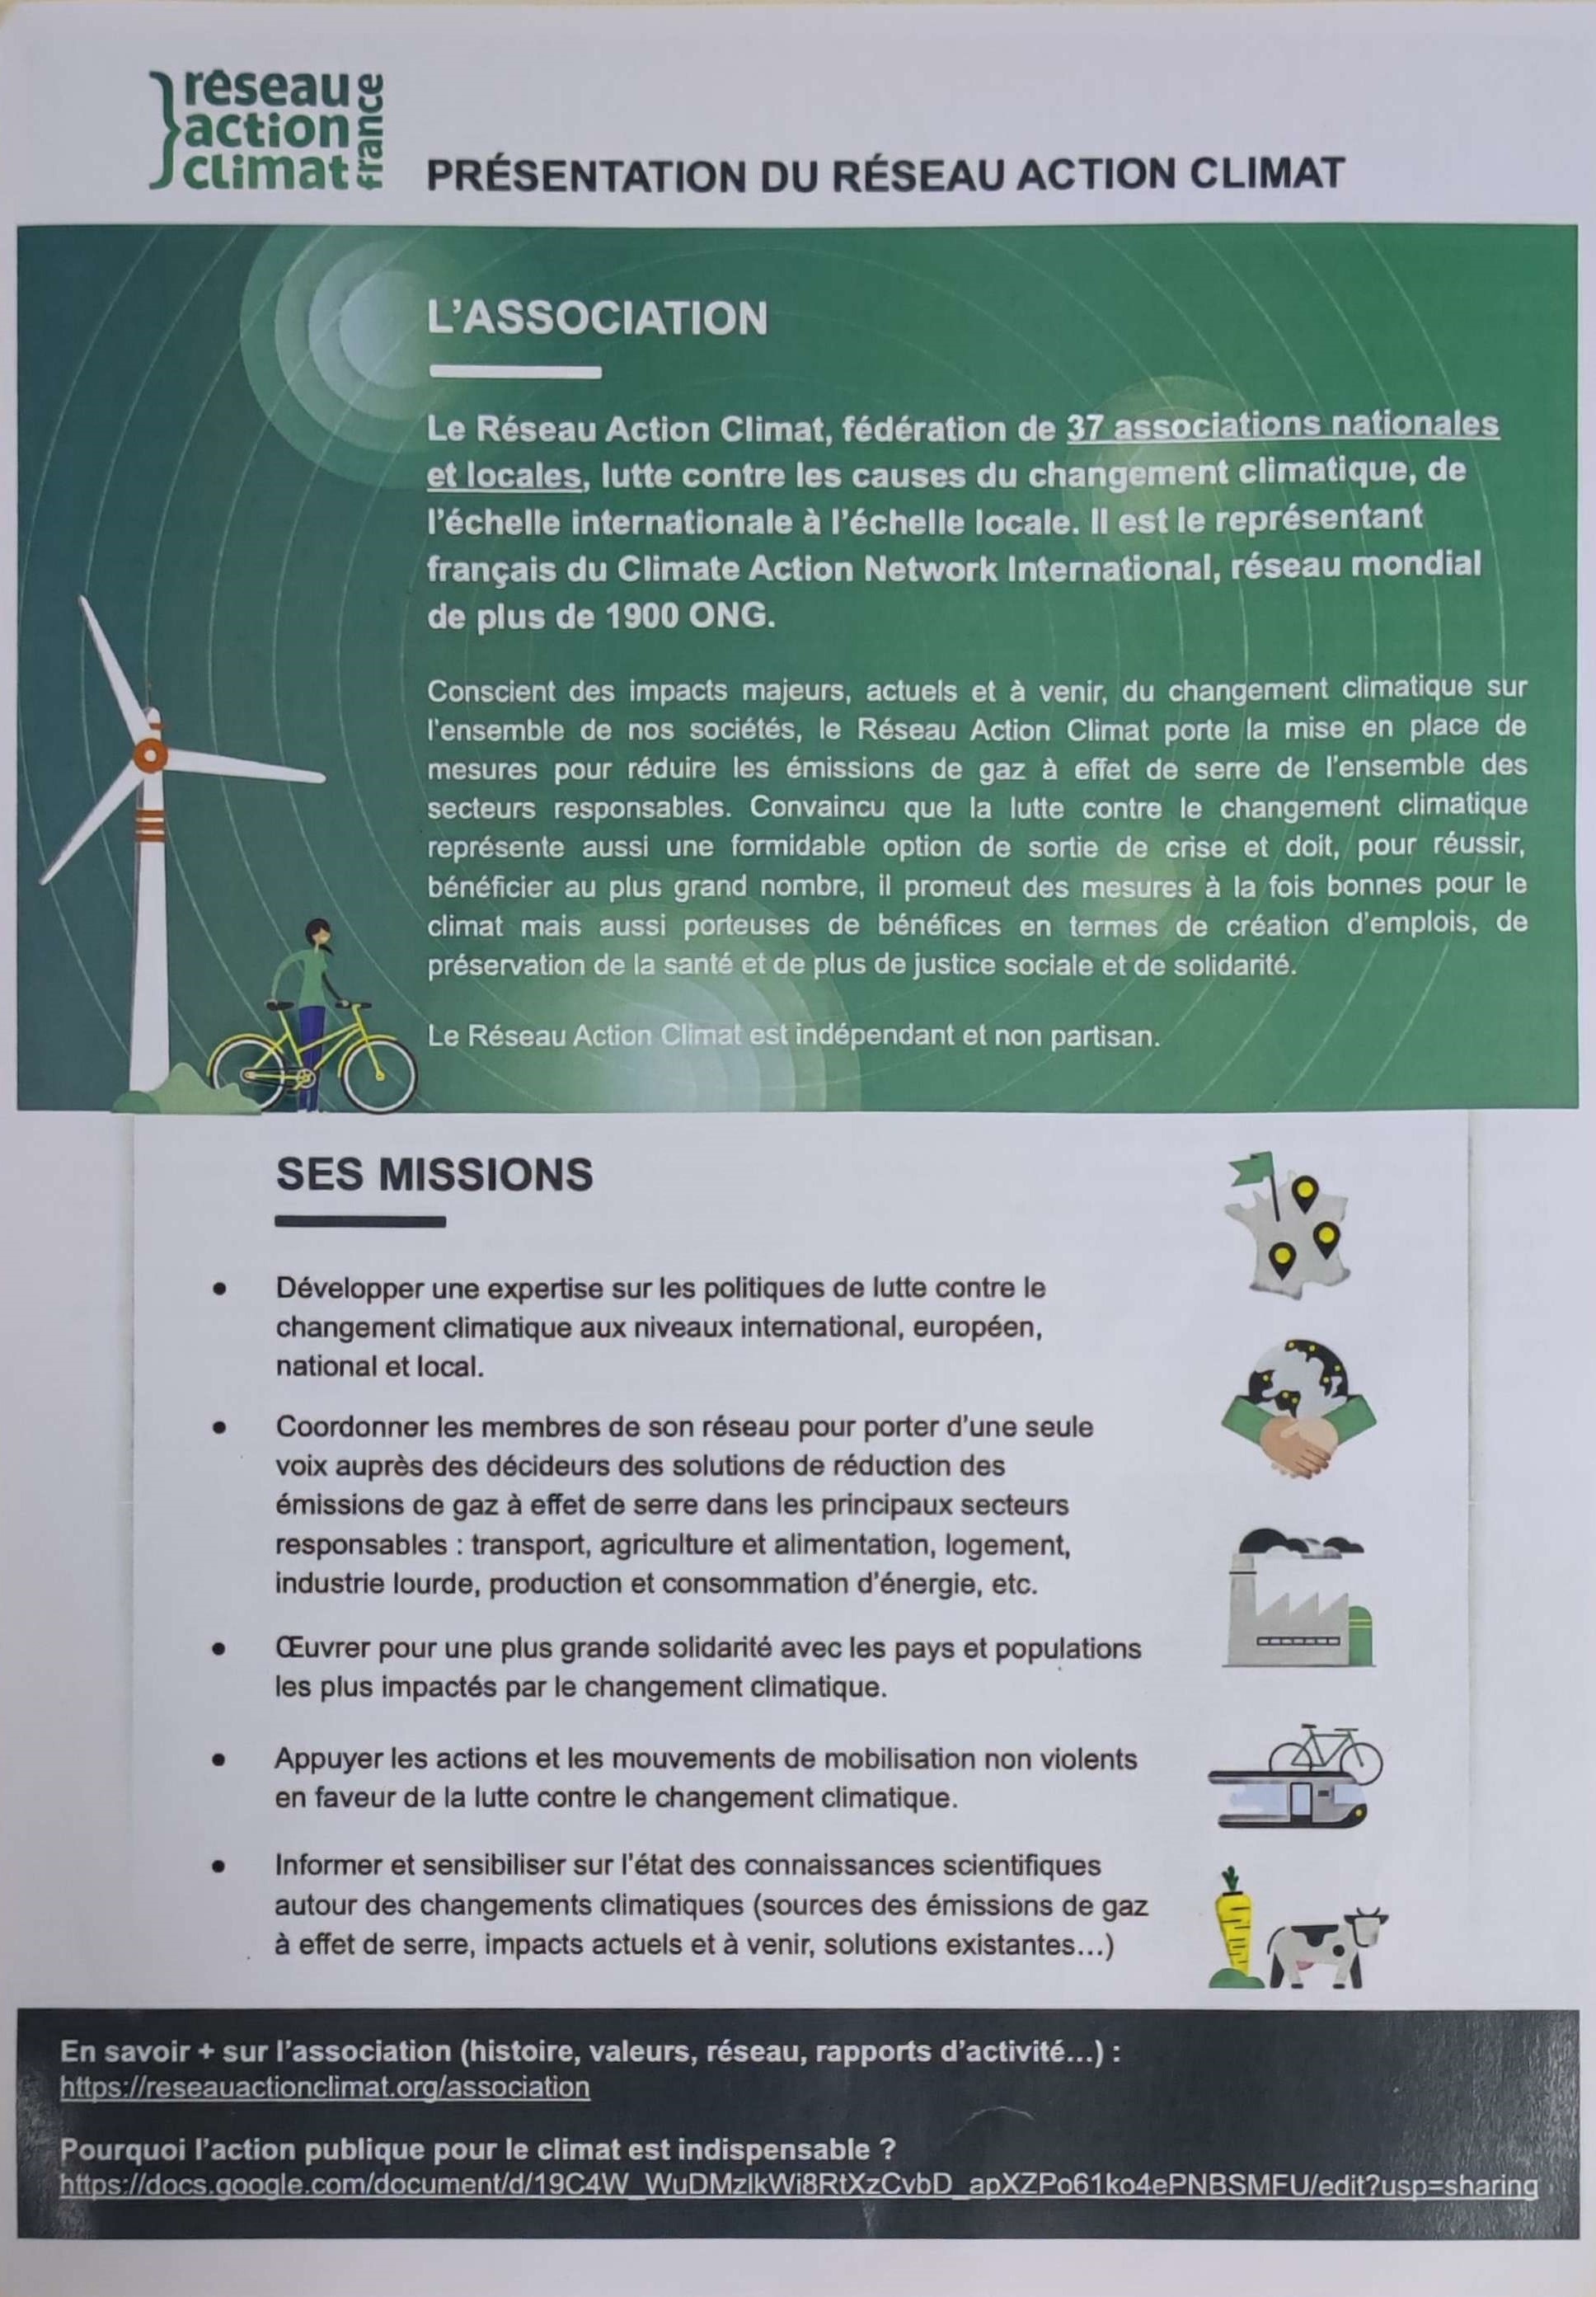 réseau
action
climat
france
PRÉSENTATION DU RÉSEAU ACTION CLIMAT
L'ASSOCIATION
Le Réseau Action Climat, fédération de 37 associations nationales
et locales, lutte contre les causes du changement climatique, de
l'échelle internationale à l'échelle locale. Il est le représentant
français du Climate Action Network International, réseau mondial
de plus de 1900 ONG.
Conscient des impacts majeurs, actuels et à venir, du changement climatique sur
l'ensemble de nos sociétés, le Réseau Action Climat porte la mise en place de
mesures pour réduire les émissions de gaz à effet de serre de l'ensemble des
secteurs responsables. Convaincu que la lutte contre le changement climatique
représente aussi une formidable option de sortie de crise et doit, pour réussir,
bénéficier au plus grand nombre, il promeut des mesures à la fois bonnes pour le
climat mais aussi porteuses de bénéfices en termes de création d'emplois, de
préservation de la santé et de plus de justice sociale et de solidarité.
Le Réseau Action Climat est indépendant et non partisan.
SES MISSIONS
• Développer une expertise sur les politiques de lutte contre le
changement climatique aux niveaux international, européen,
national et local.
• Coordonner les membres de son réseau pour porter d'une seule
voix auprès des décideurs des solutions de réduction des
émissions de gaz à effet de serre dans les principaux secteurs
responsables : transport, agriculture et alimentation, logement,
industrie lourde, production et consommation d'énergie, etc.
• Œuvrer pour une plus grande solidarité avec les pays et populations
les plus impactés par le changement climatique.
• Appuyer les actions et les mouvements de mobilisation non violents
en faveur de la lutte contre le changement climatique.
• Informer et sensibiliser sur l'état des connaissances scientifiques
autour des changements climatiques (sources des émissions de gaz
à effet de serre, impacts actuels et à venir, solutions existantes...)
En savoir + sur l'association (histoire, valeurs, réseau, rapports d'activité...) :
https://reseauactionclimat.org/association
Pourquoi l'action publique pour le climat est indispensable ?
https://docs.google.com/document/d/19C4W_WuDMzlkWi8RtXzCvbD_apXZPo61ko4ePNBSMFU/edit?usp=sharing